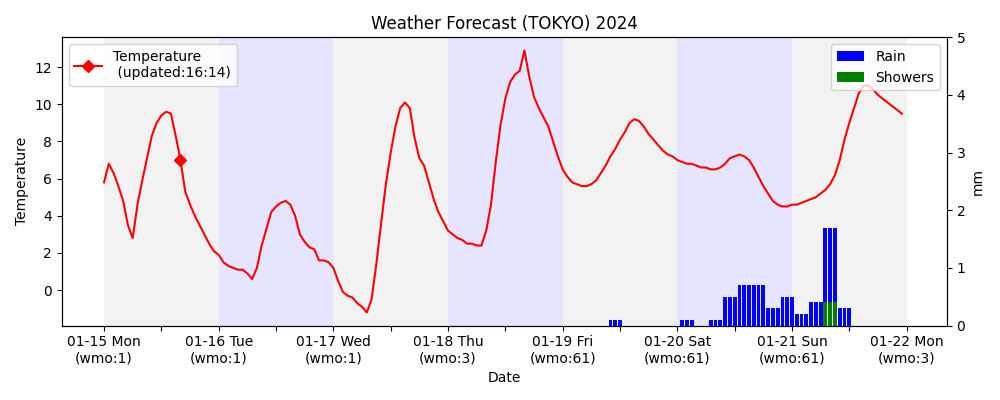 Weather Forecast (TOKYO) 2024
Temperature
(updated:16:14)
Rain
Showers
Temperature
12
10
8
6
4
2
0
5
4
3
2
1
0
mm
01-15 Mon 01-16 Tue 01-17 Wed 01-18 Thu 01-19 Fri 01-20 Sat 01-21 Sun 01-22 Mon
(wmo:1) (wmo:1) (wmo:1) (wmo:3) (wmo:61) (wmo:61) (wmo:61) (wmo:3)
Date